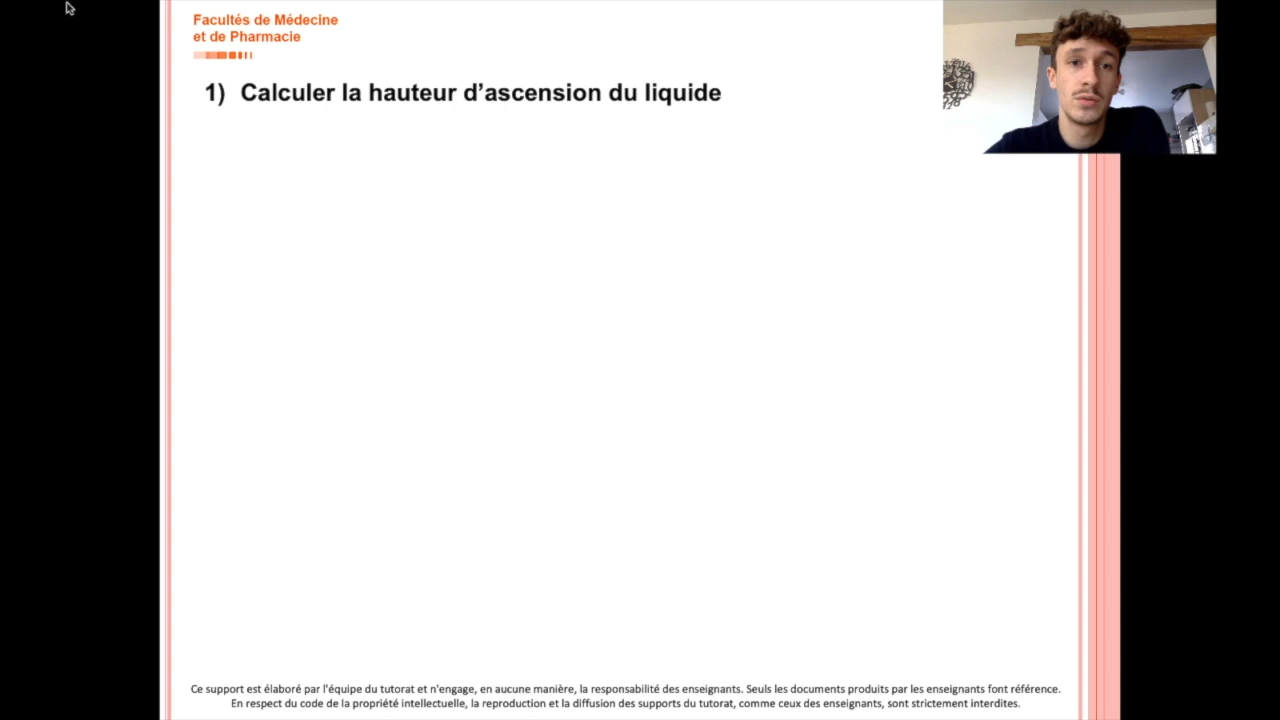 Facultés de Médecine
et de Pharmacie
1) Calculer la hauteur d’ascension du liquide
Ce support est élaboré par l'équipe du tutorat et n'engage, en aucune manière, la responsabilité des enseignants. Seuls les documents produits par les enseignants font référence.
En respect du code de la propriété intellectuelle, la reproduction et la diffusion des supports du tutorat, comme ceux des enseignants, sont strictement interdites.